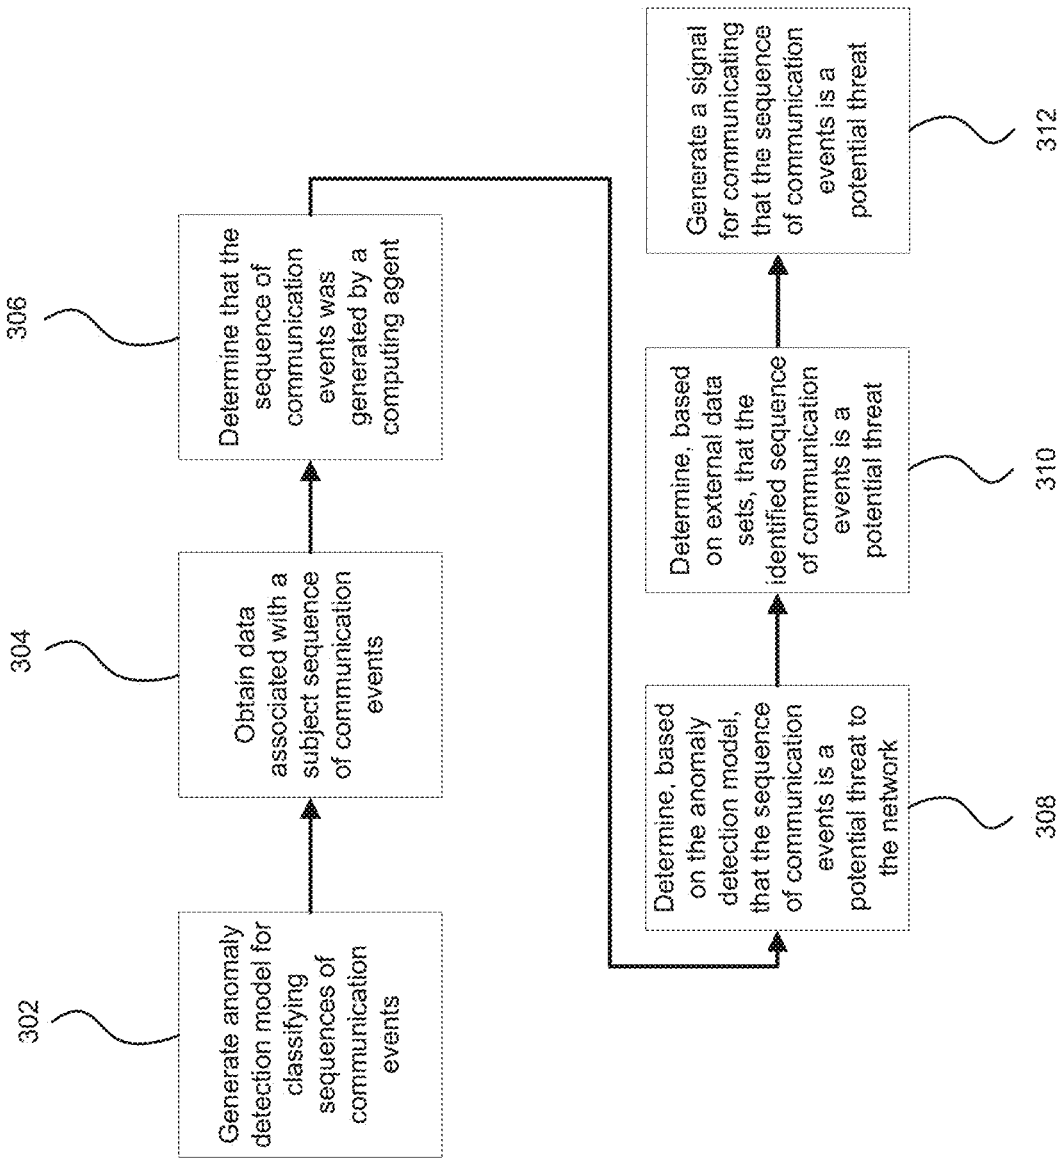 302
Generate anomaly
detection model for
classifying
sequences of
communication
events
304
Obtain data
associated with a
subject sequence
of communication
events
306
Determine that the
sequence of
communication
events was
generated by a
computing agent
Determine, based
on the anomaly
detection model,
that the sequence
of communication
events is a
potential threat to
the network
308
Determine, based
on external data
sets, that the
identified sequence
of communication
events is a
potential threat
310
Generate a signal
for communicating
that the sequence
of communication
events is a
potential threat
312